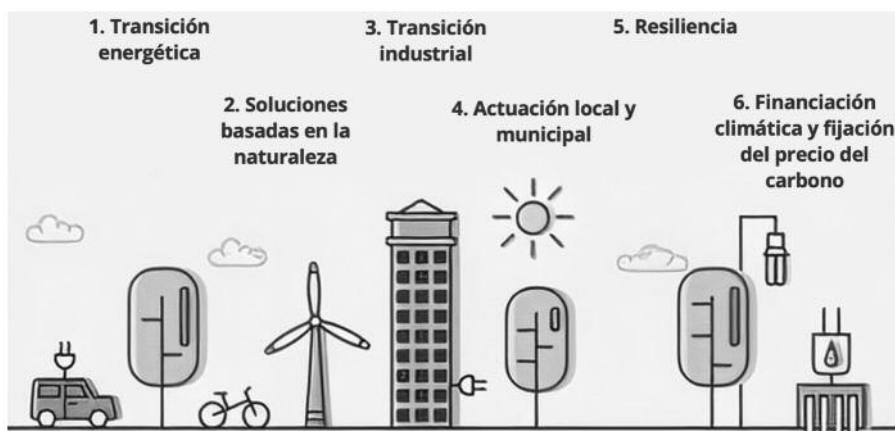 1. Transición
energética
2. Soluciones
basadas en la
naturaleza
3. Transición
industrial
4. Actuación local y
municipal
5. Resiliencia
6. Financiación
climática y fijación
del precio del
carbono